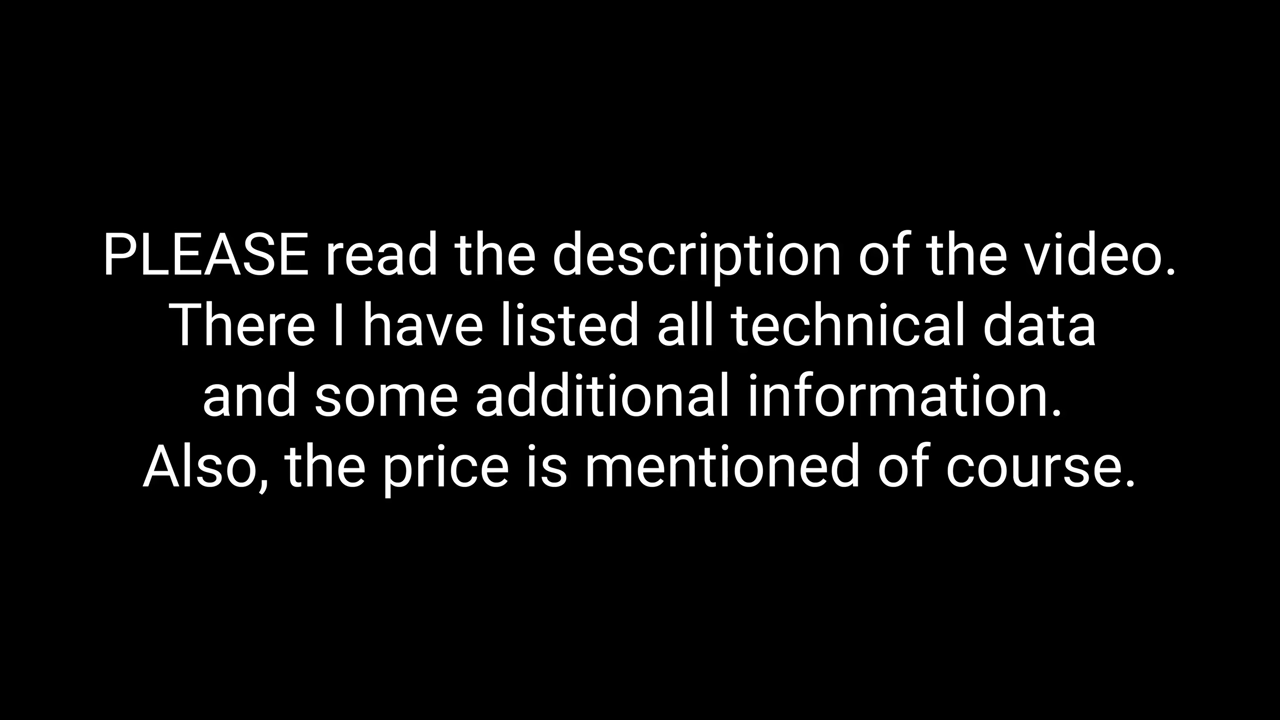 PLEASE read the description of the video.
There I have listed all technical data
and some additional information.
Also, the price is mentioned of course.